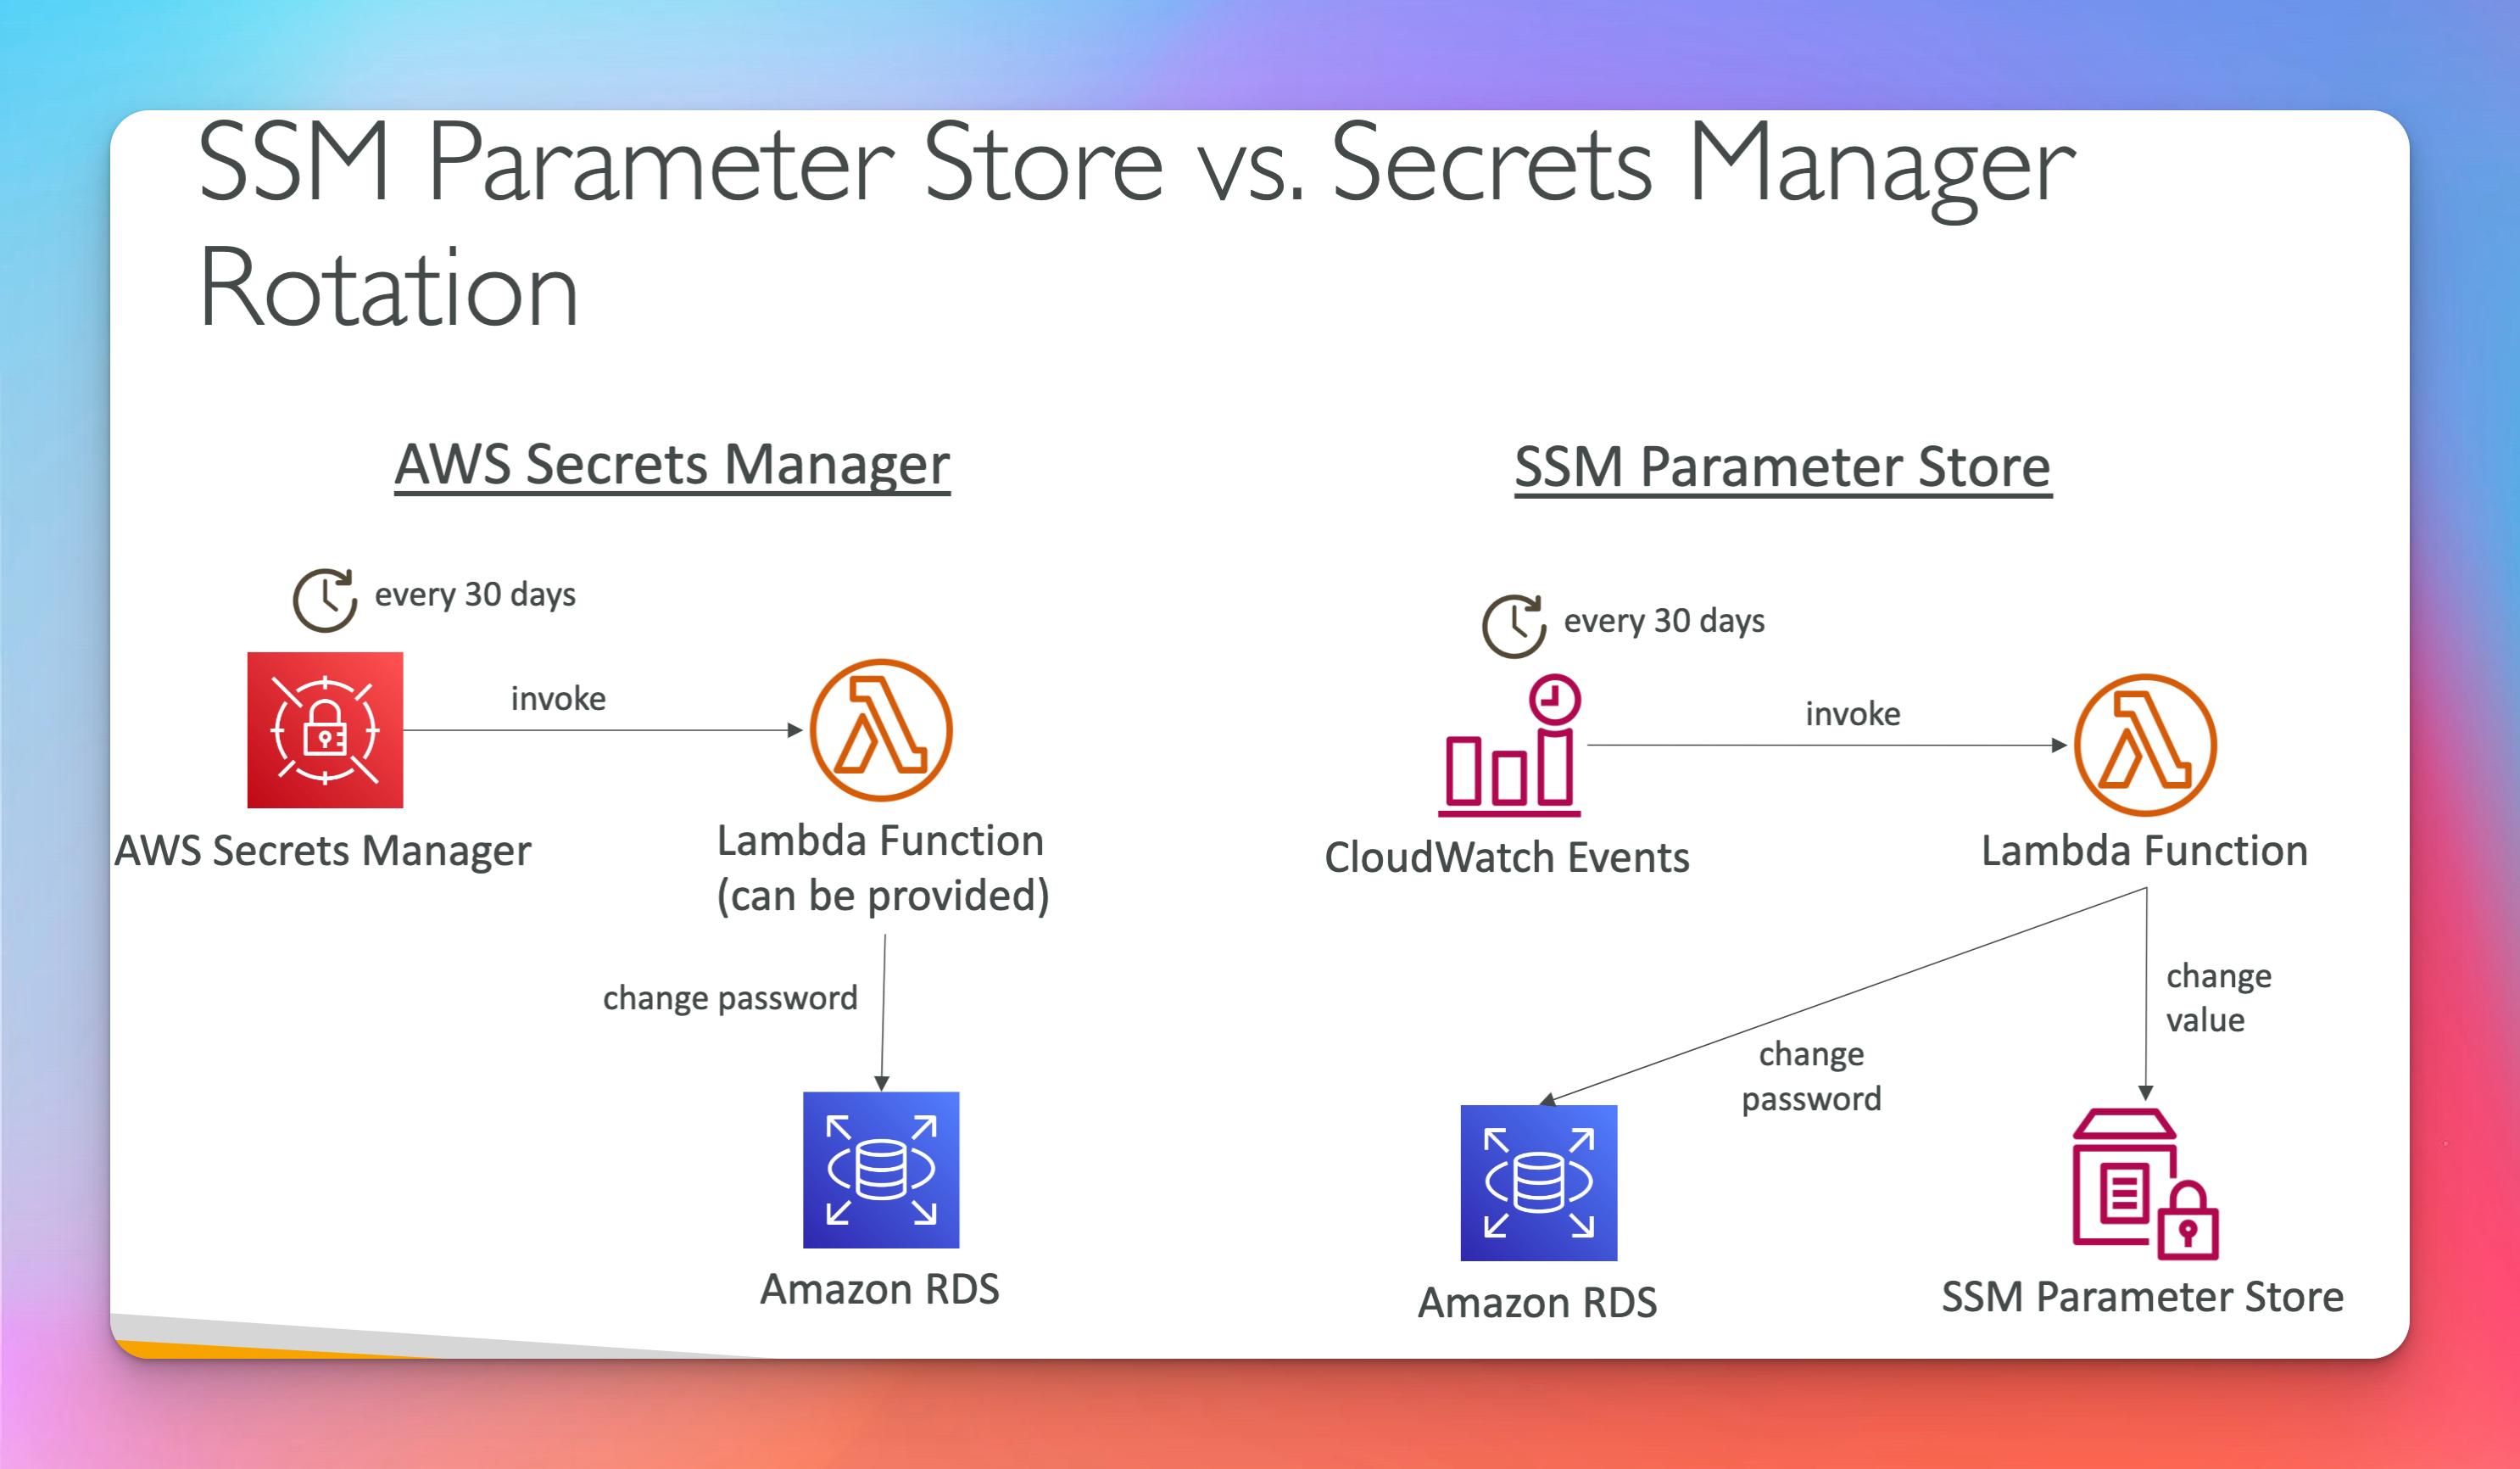 SSM Parameter Store vs. Secrets Manager
Rotation
AWS Secrets Manager
every 30 days
invoke
AWS Secrets Manager
Lambda Function
(can be provided)
change password
Amazon RDS
SSM Parameter Store
every 30 days
invoke
CloudWatch Events
Lambda Function
change
value
change
password
Amazon RDS
SSM Parameter Store